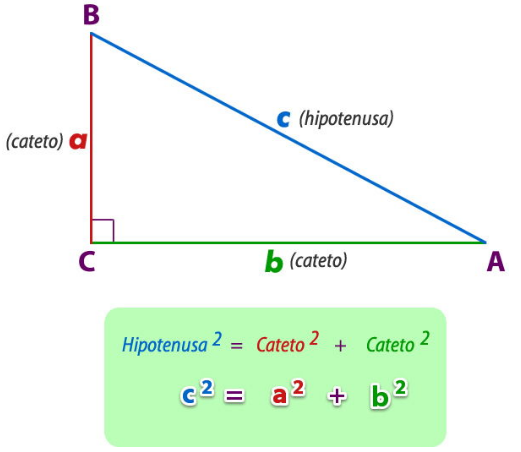 B
c (hipotenusa)
(cateto) a
C
b (cateto)
A
Hipotenusa ² = Cateto ² + Cateto ²
c ² = a ² + b ²